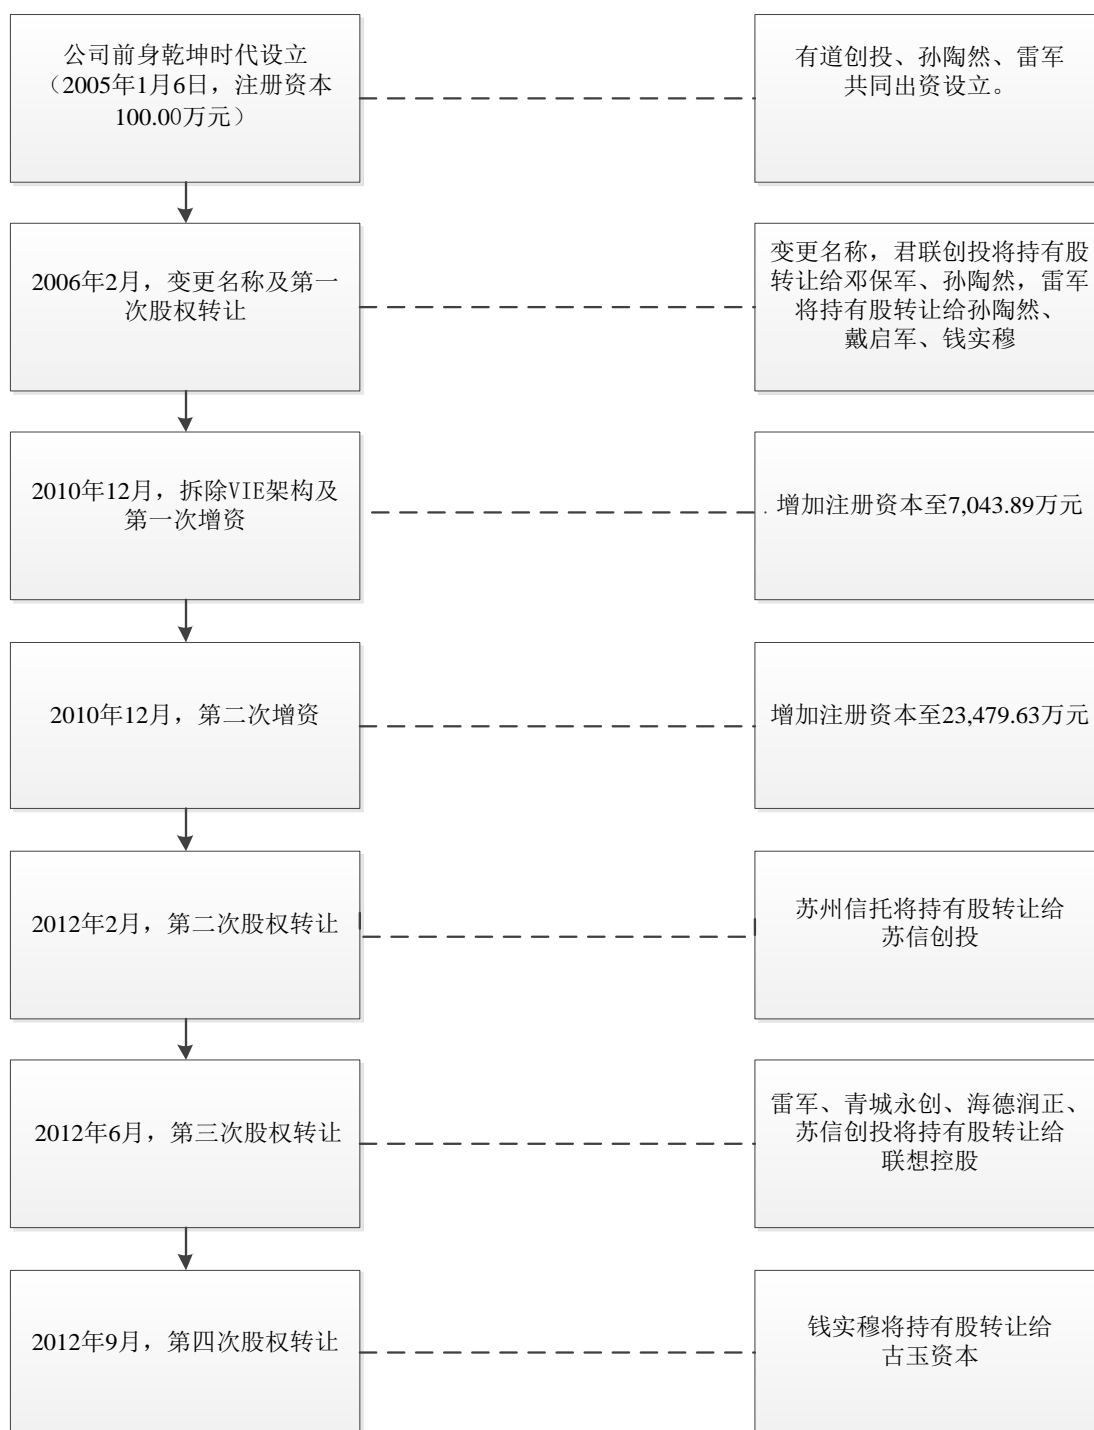 公司前身乾坤时代设立
（2005年1月6日，注册资本
100.00万元）
有道创投、孙陶然、雷军
共同出资设立。
2006年2月，变更名称及第一
次股权转让
变更名称，君联创投将持有股
转让给邓保军、孙陶然，雷军
将持有股转让给孙陶然、
戴启军、钱实穆
2010年12月，拆除VIE架构及
第一次增资
增加注册资本至7,043.89万元
2010年12月，第二次增资
增加注册资本至23,479.63万元
2012年2月，第二次股权转让
苏州信托将持有股转让给
苏信创投
2012年6月，第三次股权转让
雷军、青城永创、海德润正、
苏信创投将持有股转让给
联想控股
2012年9月，第四次股权转让
钱实穆将持有股转让给
古玉资本